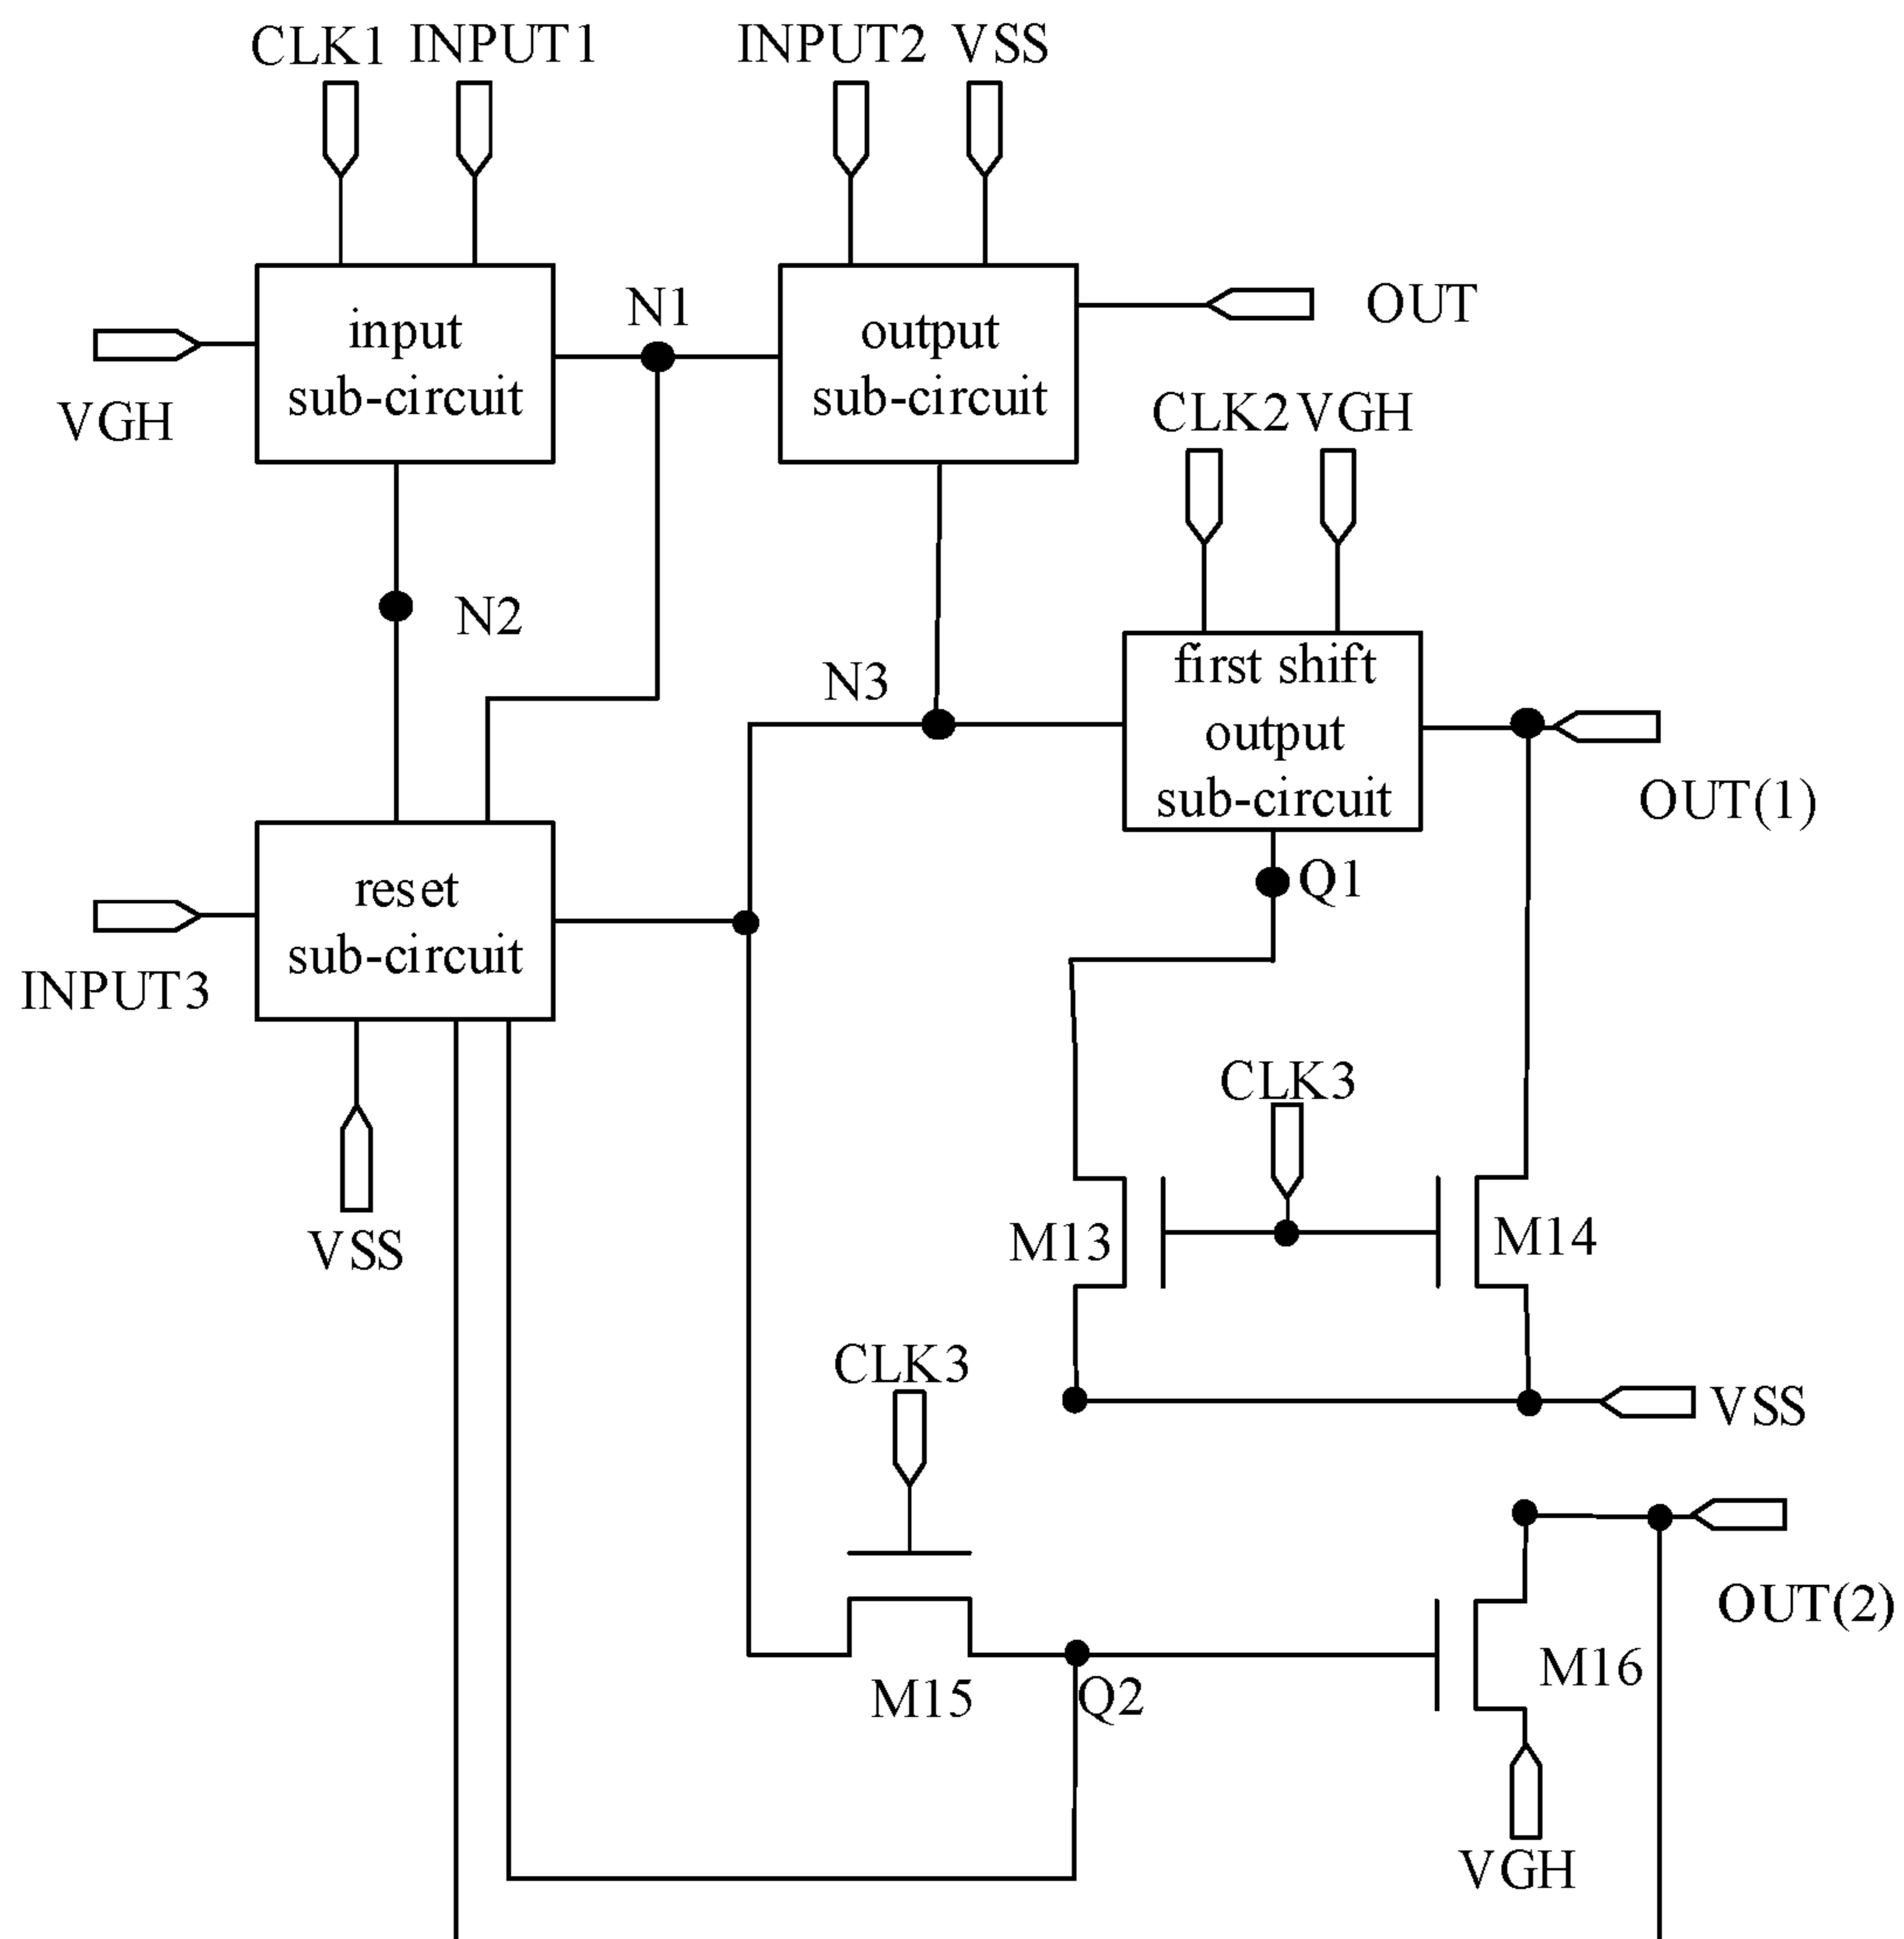 CLK1 INPUT1 INPUT2 VSS
VGH
input
sub-circuit
N1
output
sub-circuit
OUT
CLK2 VGH
N2
N3
first shift
output
sub-circuit
OUT(1)
Q1
reset
sub-circuit
INPUT3
VSS
CLK3
M13
M14
VSS
CLK3
M15
Q2
OUT(2)
M16
VGH